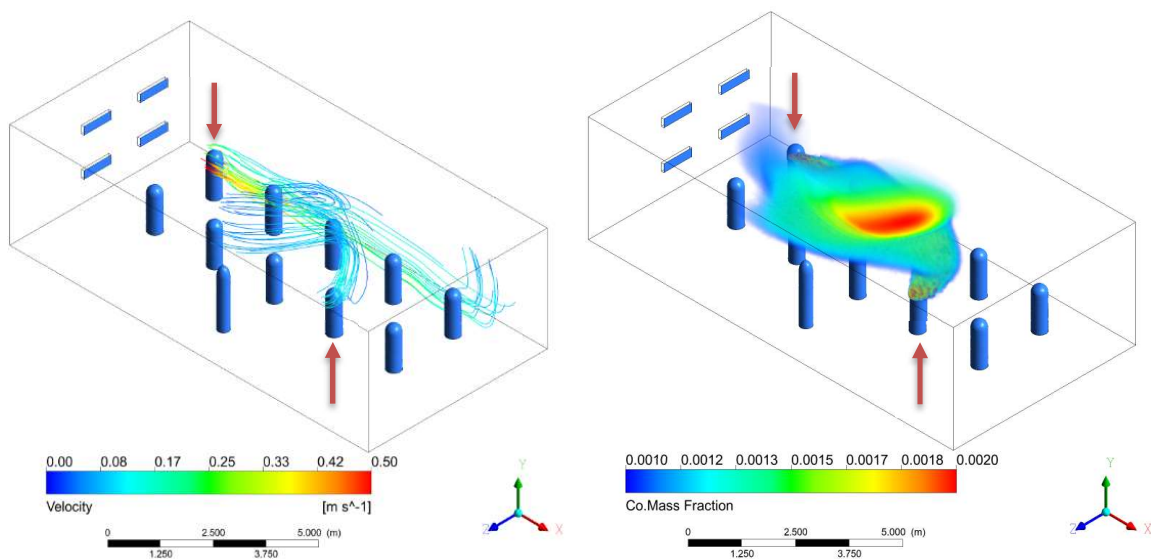 0.00 0.08 0.17 0.25 0.33 0.42 0.50
Velocity [m s^-1]
0 2.500 5.000 (m)
1.250 3.750
Y
Z X
0.0010 0.0012 0.0013 0.0015 0.0017 0.0018 0.0020
Co.Mass Fraction
0 2.500 5.000 (m)
1.250 3.750
Y
Z X